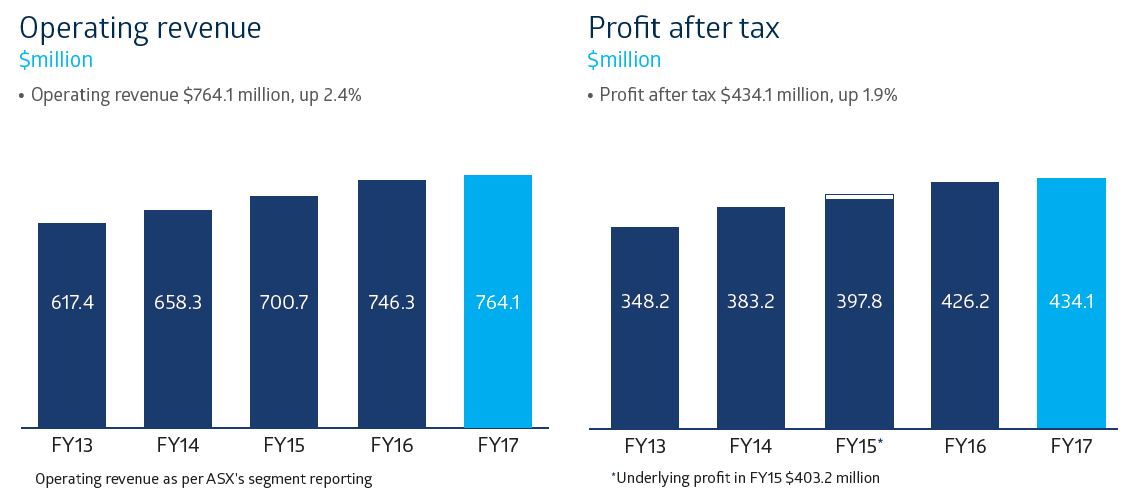 Operating revenue
$million
• Operating revenue $764.1 million, up 2.4%
617.4 658.3 700.7 746.3 764.1
FY13 FY14 FY15 FY16 FY17
Operating revenue as per ASX's segment reporting
Profit after tax
$million
• Profit after tax $434.1 million, up 1.9%
348.2 383.2 397.8 426.2 434.1
FY13 FY14 FY15* FY16 FY17
*Underlying profit in FY15 $403.2 million